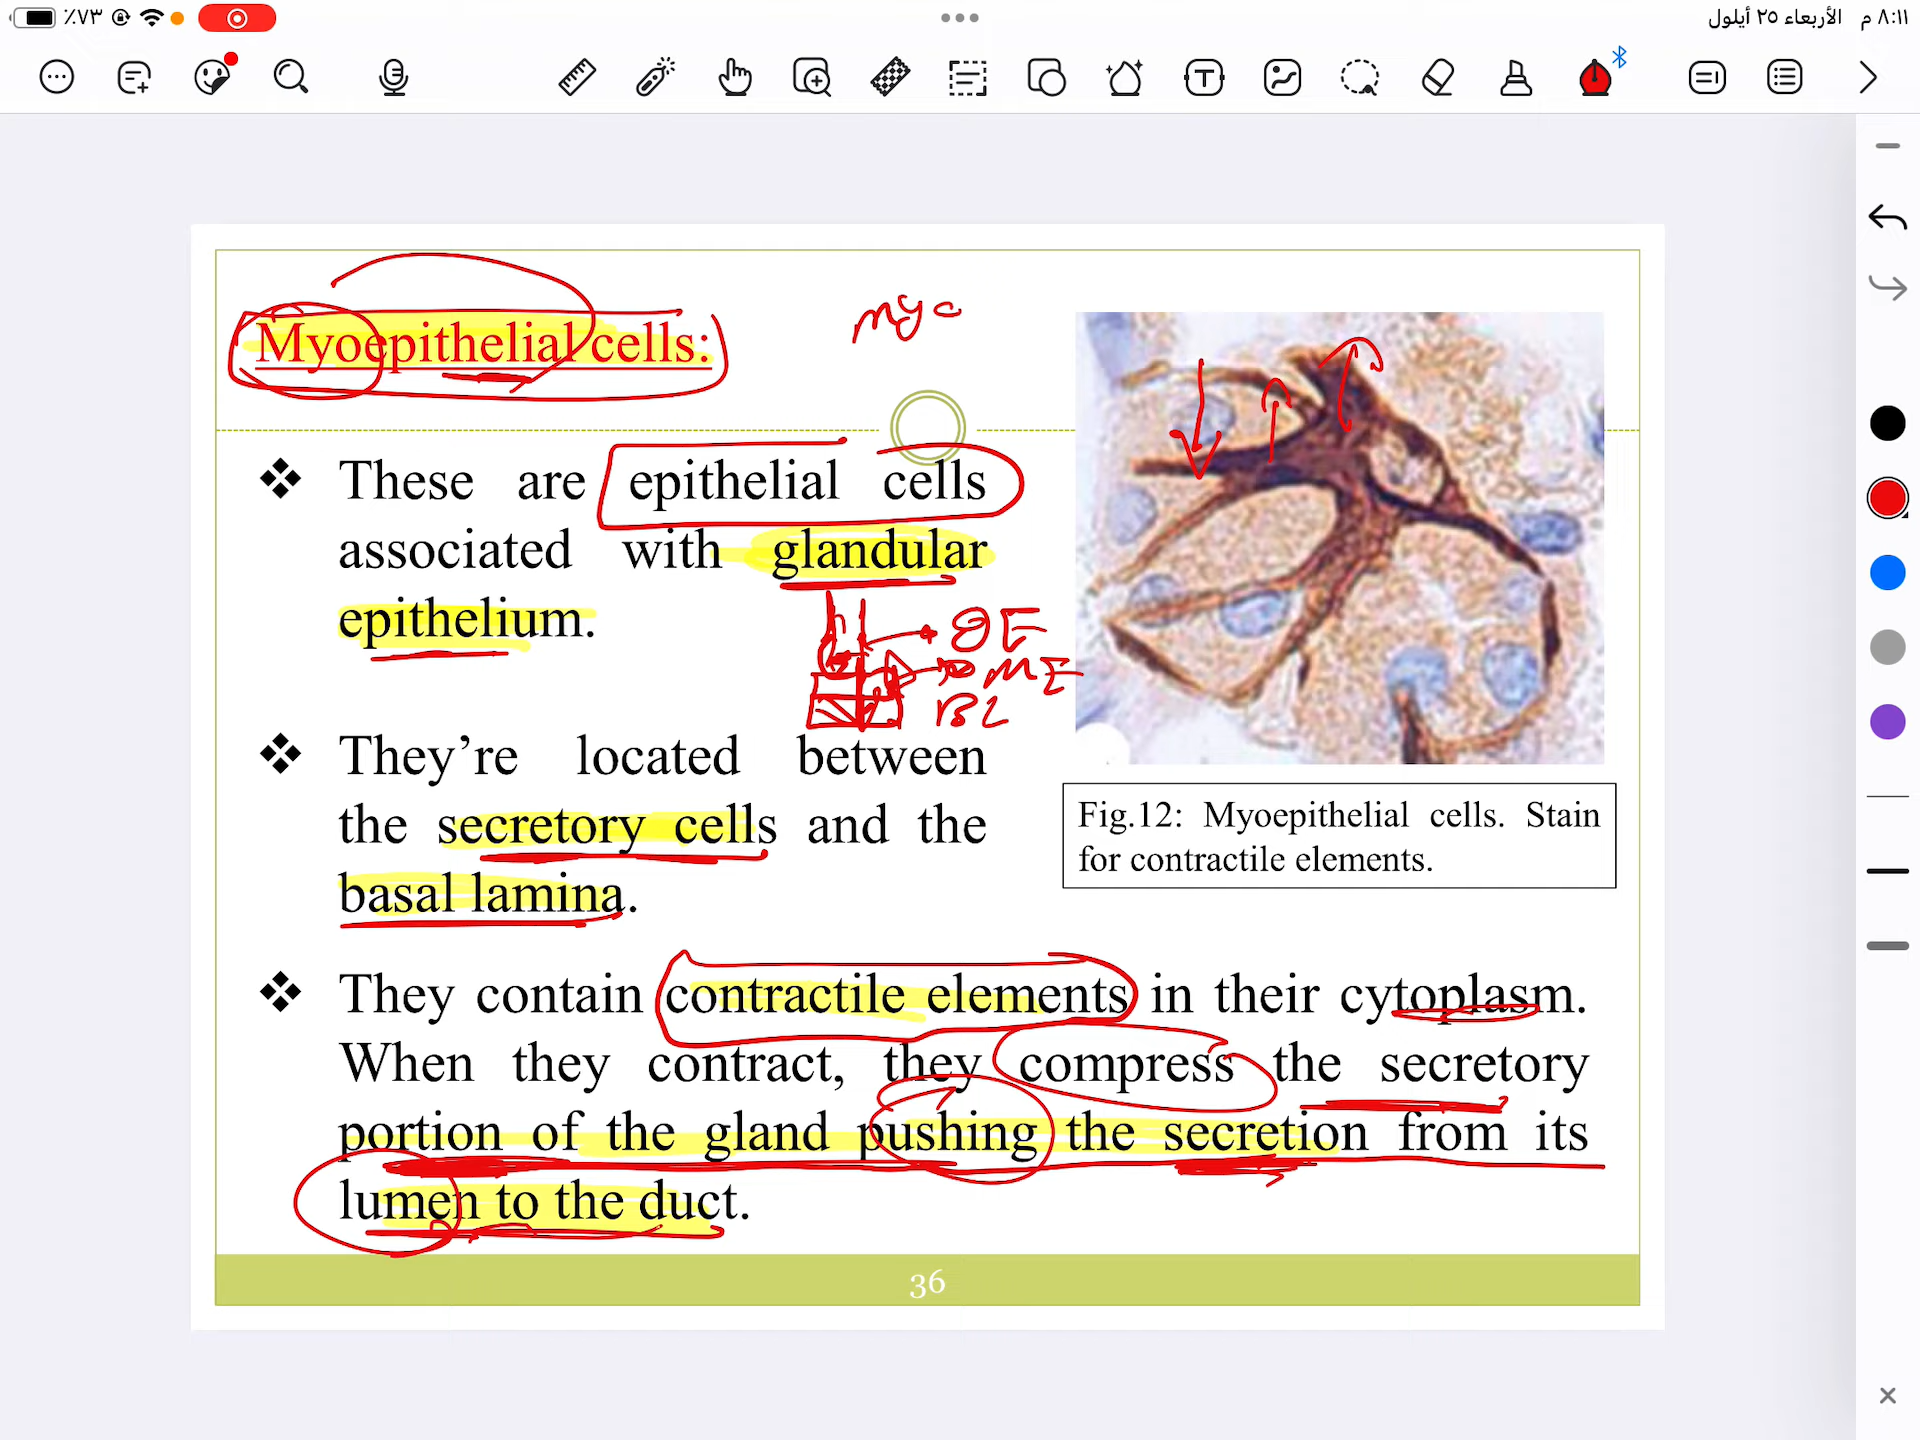 ٪٧٣
الأربعاء ٢٥ أيلول ٨:١١ م
Myoepithelial cells:
myo
These are epithelial cells
associated with glandular
epithelium.
ME
BL
They’re located between
the secretory cells and the
basal lamina.
Fig.12: Myoepithelial cells. Stain
for contractile elements.
They contain contractile elements in their cytoplasm.
When they contract, they compress the secretory
portion of the gland pushing the secretion from its
lumen to the duct.
36